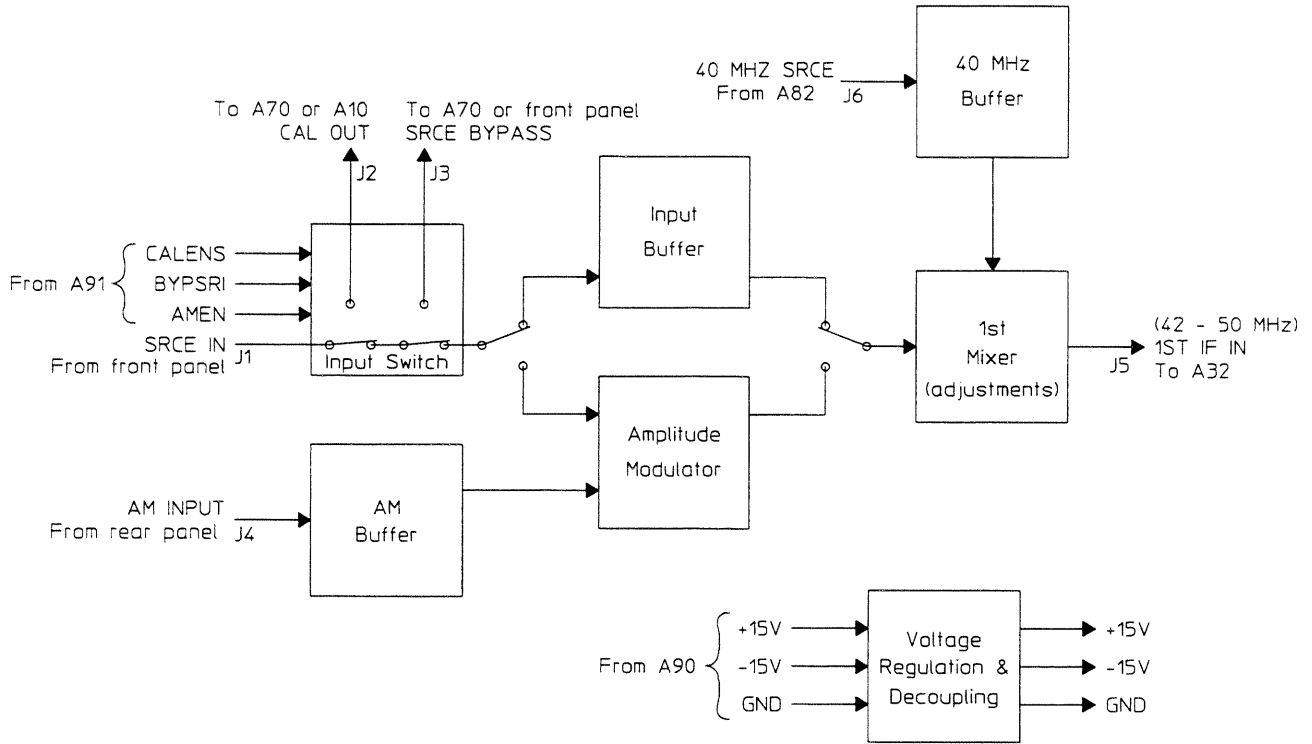 40 MHZ SRCE
From A82
J6
40 MHz
Buffer
To A70 or A10
CAL OUT
J2
To A70 or front panel
SRCE BYPASS
J3
From A91
CALENS
BYPSRI
AMEN
SRCE IN
From front panel
J1
Input Switch
Input
Buffer
1st
Mixer
(adjustments)
J5
(42 - 50 MHz)
1ST IF IN
To A32
Amplitude
Modulator
AM INPUT
From rear panel
J4
AM
Buffer
From A90
+15V
-15V
GND
Voltage
Regulation &
Decoupling
+15V
-15V
GND